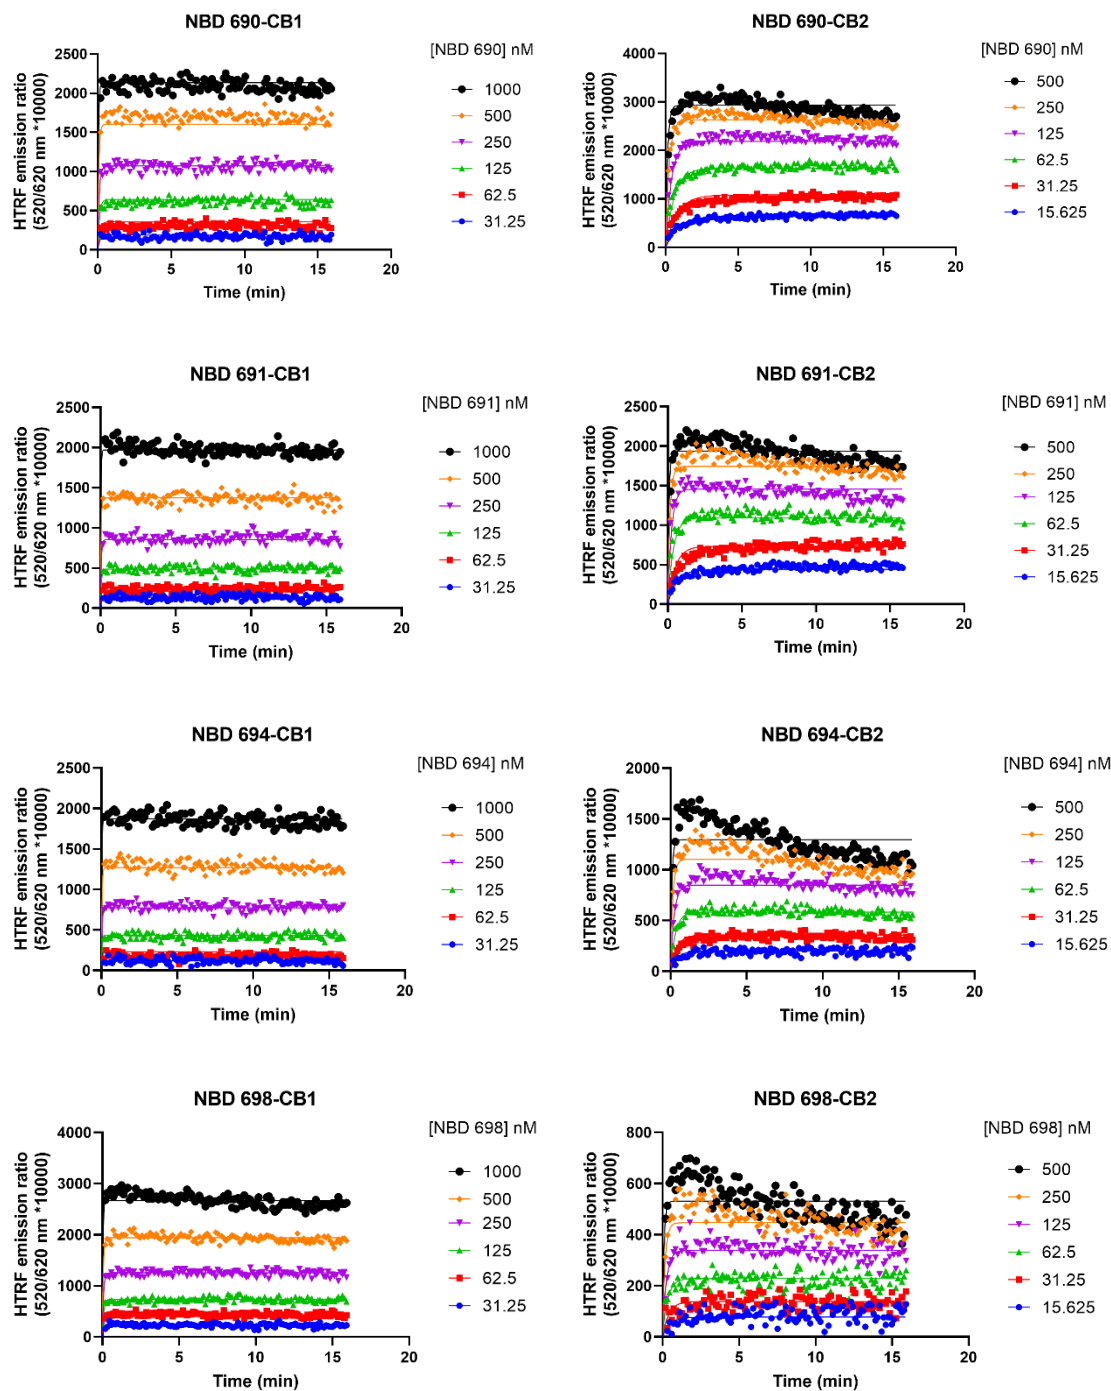 NBD 690-CB1
HTRF emission ratio
(520/620 nm *10000)
2500
2000
1500
1000
500
0
0 5 10 15 20
Time (min)
[NBD 690] nM
1000
500
250
125
62.5
31.25
NBD 690-CB2
HTRF emission ratio
(520/620 nm *10000)
4000
3000
2000
1000
0
0 5 10 15 20
Time (min)
[NBD 690] nM
500
250
125
62.5
31.25
15.625
NBD 691-CB1
HTRF emission ratio
(520/620 nm *10000)
2500
2000
1500
1000
500
0
0 5 10 15 20
Time (min)
[NBD 691] nM
1000
500
250
125
62.5
31.25
NBD 691-CB2
HTRF emission ratio
(520/620 nm *10000)
2500
2000
1500
1000
500
0
0 5 10 15 20
Time (min)
[NBD 691] nM
500
250
125
62.5
31.25
15.625
NBD 694-CB1
HTRF emission ratio
(520/620 nm *10000)
2500
2000
1500
1000
500
0
0 5 10 15 20
Time (min)
[NBD 694] nM
1000
500
250
125
62.5
31.25
NBD 694-CB2
HTRF emission ratio
(520/620 nm *10000)
2000
1500
1000
500
0
0 5 10 15 20
Time (min)
[NBD 694] nM
500
250
125
62.5
31.25
15.625
NBD 698-CB1
HTRF emission ratio
(520/620 nm *10000)
4000
3000
2000
1000
0
0 5 10 15 20
Time (min)
[NBD 698] nM
1000
500
250
125
62.5
31.25
NBD 698-CB2
HTRF emission ratio
(520/620 nm *10000)
800
600
400
200
0
0 5 10 15 20
Time (min)
[NBD 698] nM
500
250
125
62.5
31.25
15.625